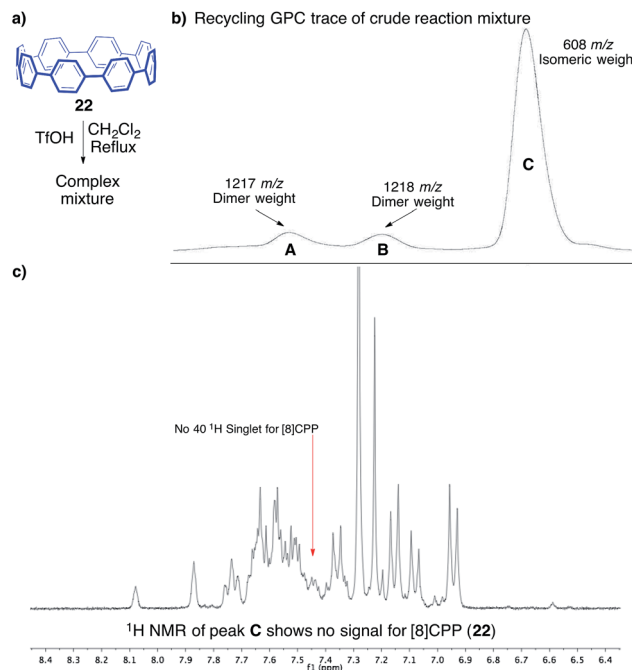 a)
22
TfOH
CH2Cl2
Reflux
Complex
mixture
b) Recycling GPC trace of crude reaction mixture
608 m/z
Isomeric weigh
1217 m/z
Dimer weight
1218 m/z
Dimer weight
A
B
C
c)
No 40 ¹H Singlet for [8]CPP
¹H NMR of peak C shows no signal for [8]CPP (22)
8.4 8.3 8.2 8.1 8.0 7.9 7.8 7.7 7.6 7.5 7.4 7.3 7.2 7.1 7.0 6.9 6.8 6.7 6.6 6.5 6.4
f1 (ppm)